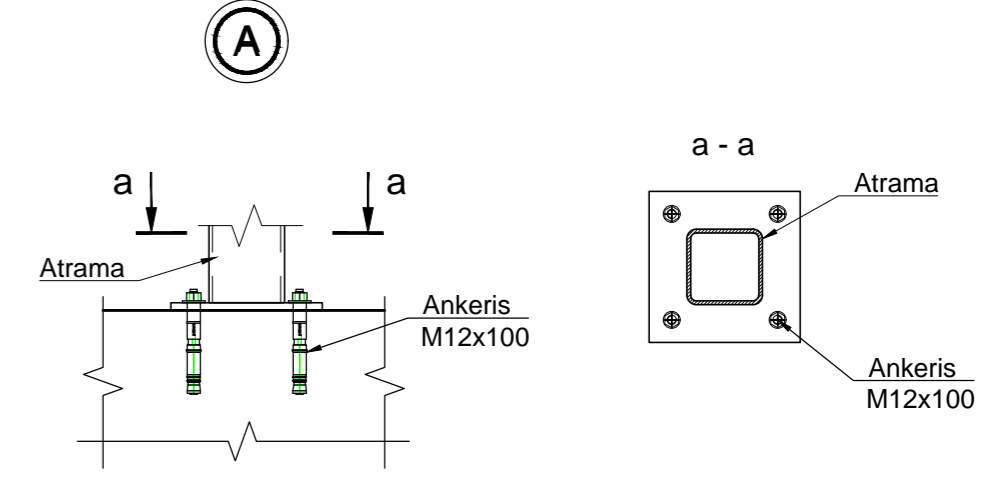 A
a
a
Atrama
Ankeris
M12x100
a - a
Atrama
Ankeris
M12x100